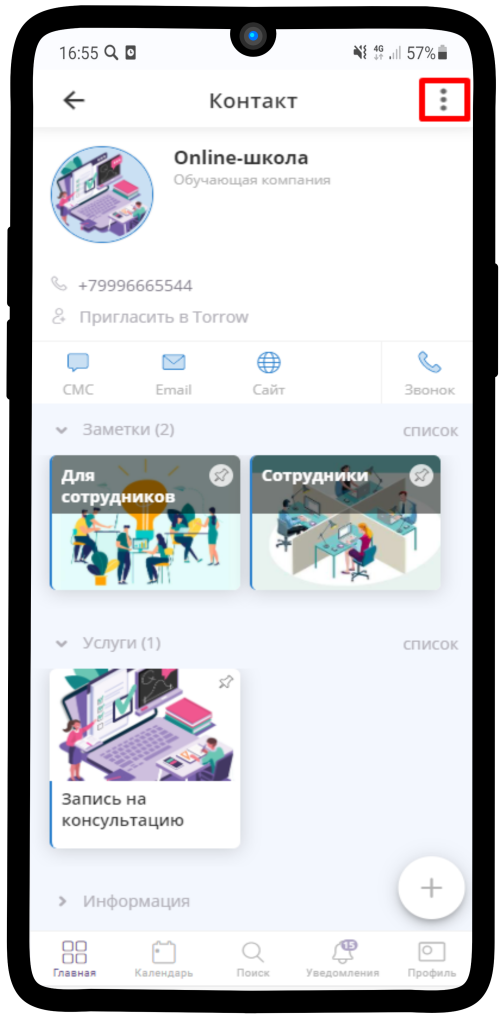 16:55 4G 57%
Контакт
Online-школа
Обучающая компания
+79996665544
Пригласить в Torrow
СМС Email Сайт Звонок
Заметки (2) список
Для
сотрудников
Сотрудники
Услуги (1) список
Запись на
консультацию
Информация
15
Главная Календарь Поиск Уведомления Профиль